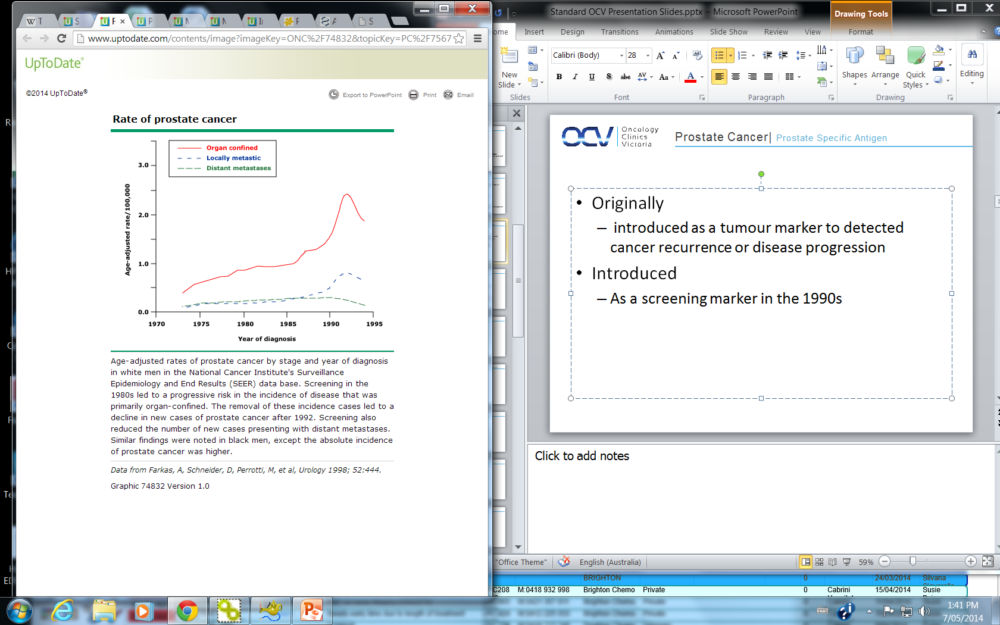 T
S
F
P
M
M
In
F
A
S
www.uptodate.com/contents/image?imageKey=ONC%2F74832&topicKey=PC%2F7567
UpToDate®
©2014 UpToDate®
Export to PowerPoint
Print
Email
Rate of prostate cancer
Organ confined
Locally metastic
Distant metastases
Age-adjusted rate/100,000
3.0
2.0
1.0
0.0
1970 1975 1980 1985 1990 1995
Year of diagnosis
Age-adjusted rates of prostate cancer by stage and year of diagnosis
in white men in the National Cancer Institute's Surveillance
Epidemiology and End Results (SEER) data base. Screening in the
1980s led to a progressive risk in the incidence of disease that was
primarily organ-confined. The removal of these incidence cases led to a
decline in new cases of prostate cancer after 1992. Screening also
reduced the number of new cases presenting with distant metastases.
Similar findings were noted in black men, except the absolute incidence
of prostate cancer was higher.
Data from Farkas, A, Schneider, D, Perrotti, M, et al, Urology 1998; 52:444.
Graphic 74832 Version 1.0
Standard OCV Presentation Slides.pptx - Microsoft PowerPoint
Drawing Tools
ome Insert Design Transitions Animations Slide Show Review View Format
New
Slide
Slides
Calibri (Body) 28
B I U S abc AV Aa A
Font
Paragraph
Shapes Arrange Quick
Styles
Drawing
Editing
OCV
Oncology
Clinics
Victoria
Prostate Cancer| Prostate Specific Antigen
• Originally
– introduced as a tumour marker to detected
cancer recurrence or disease progression
• Introduced
– As a screening marker in the 1990s
Click to add notes
"Office Theme" English (Australia) 59%
BRIGHTON 0 24/03/2014 Silvana
C208 M:0418 932 998 Brighton Chemo Private 0 Cabrini 15/04/2014 Susie
1:41 PM
7/05/2014